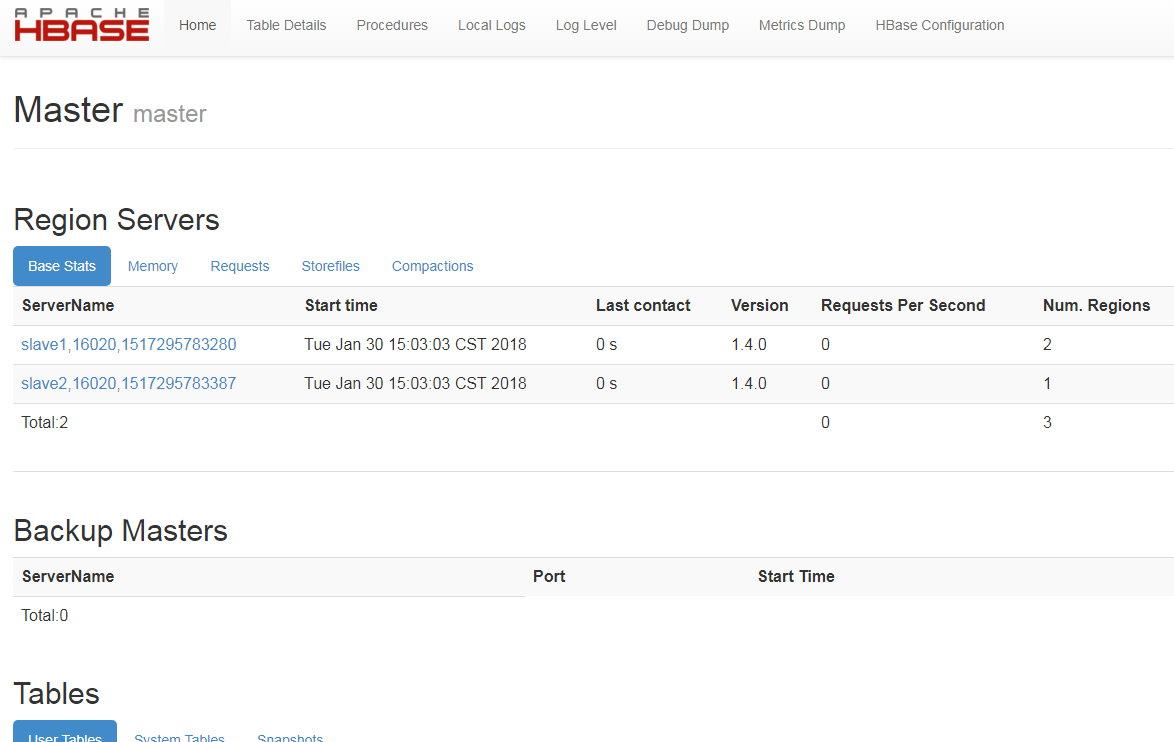 APACHE
HBASE
Home Table Details Procedures Local Logs Log Level Debug Dump Metrics Dump HBase Configuration
Master master
Region Servers
Base Stats Memory Requests Storefiles Compactions
ServerName Start time Last contact Version Requests Per Second Num. Regions
slave1,16020,1517295783280 Tue Jan 30 15:03:03 CST 2018 0 s 1.4.0 0 2
slave2,16020,1517295783387 Tue Jan 30 15:03:03 CST 2018 0 s 1.4.0 0 1
Total:2 0 3
Backup Masters
ServerName Port Start Time
Total:0
Tables
User Tables System Tables Snapshots